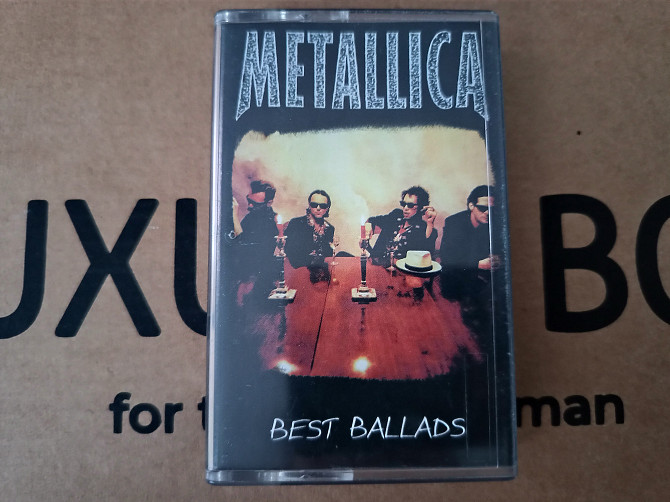 METALLICA
UXU BO
for t man
BEST BALLADS